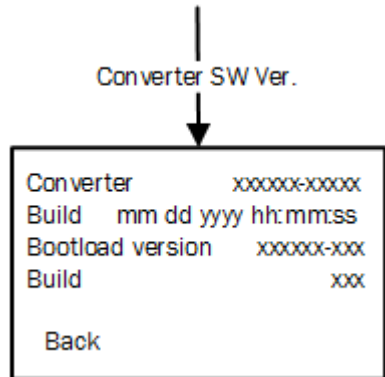 Converter SW Ver.
Converter xxxxxx-xxxxx
Build mm dd yyyy hh:mm:ss
Bootload version xxxxxx-xxx
Build xxx
Back